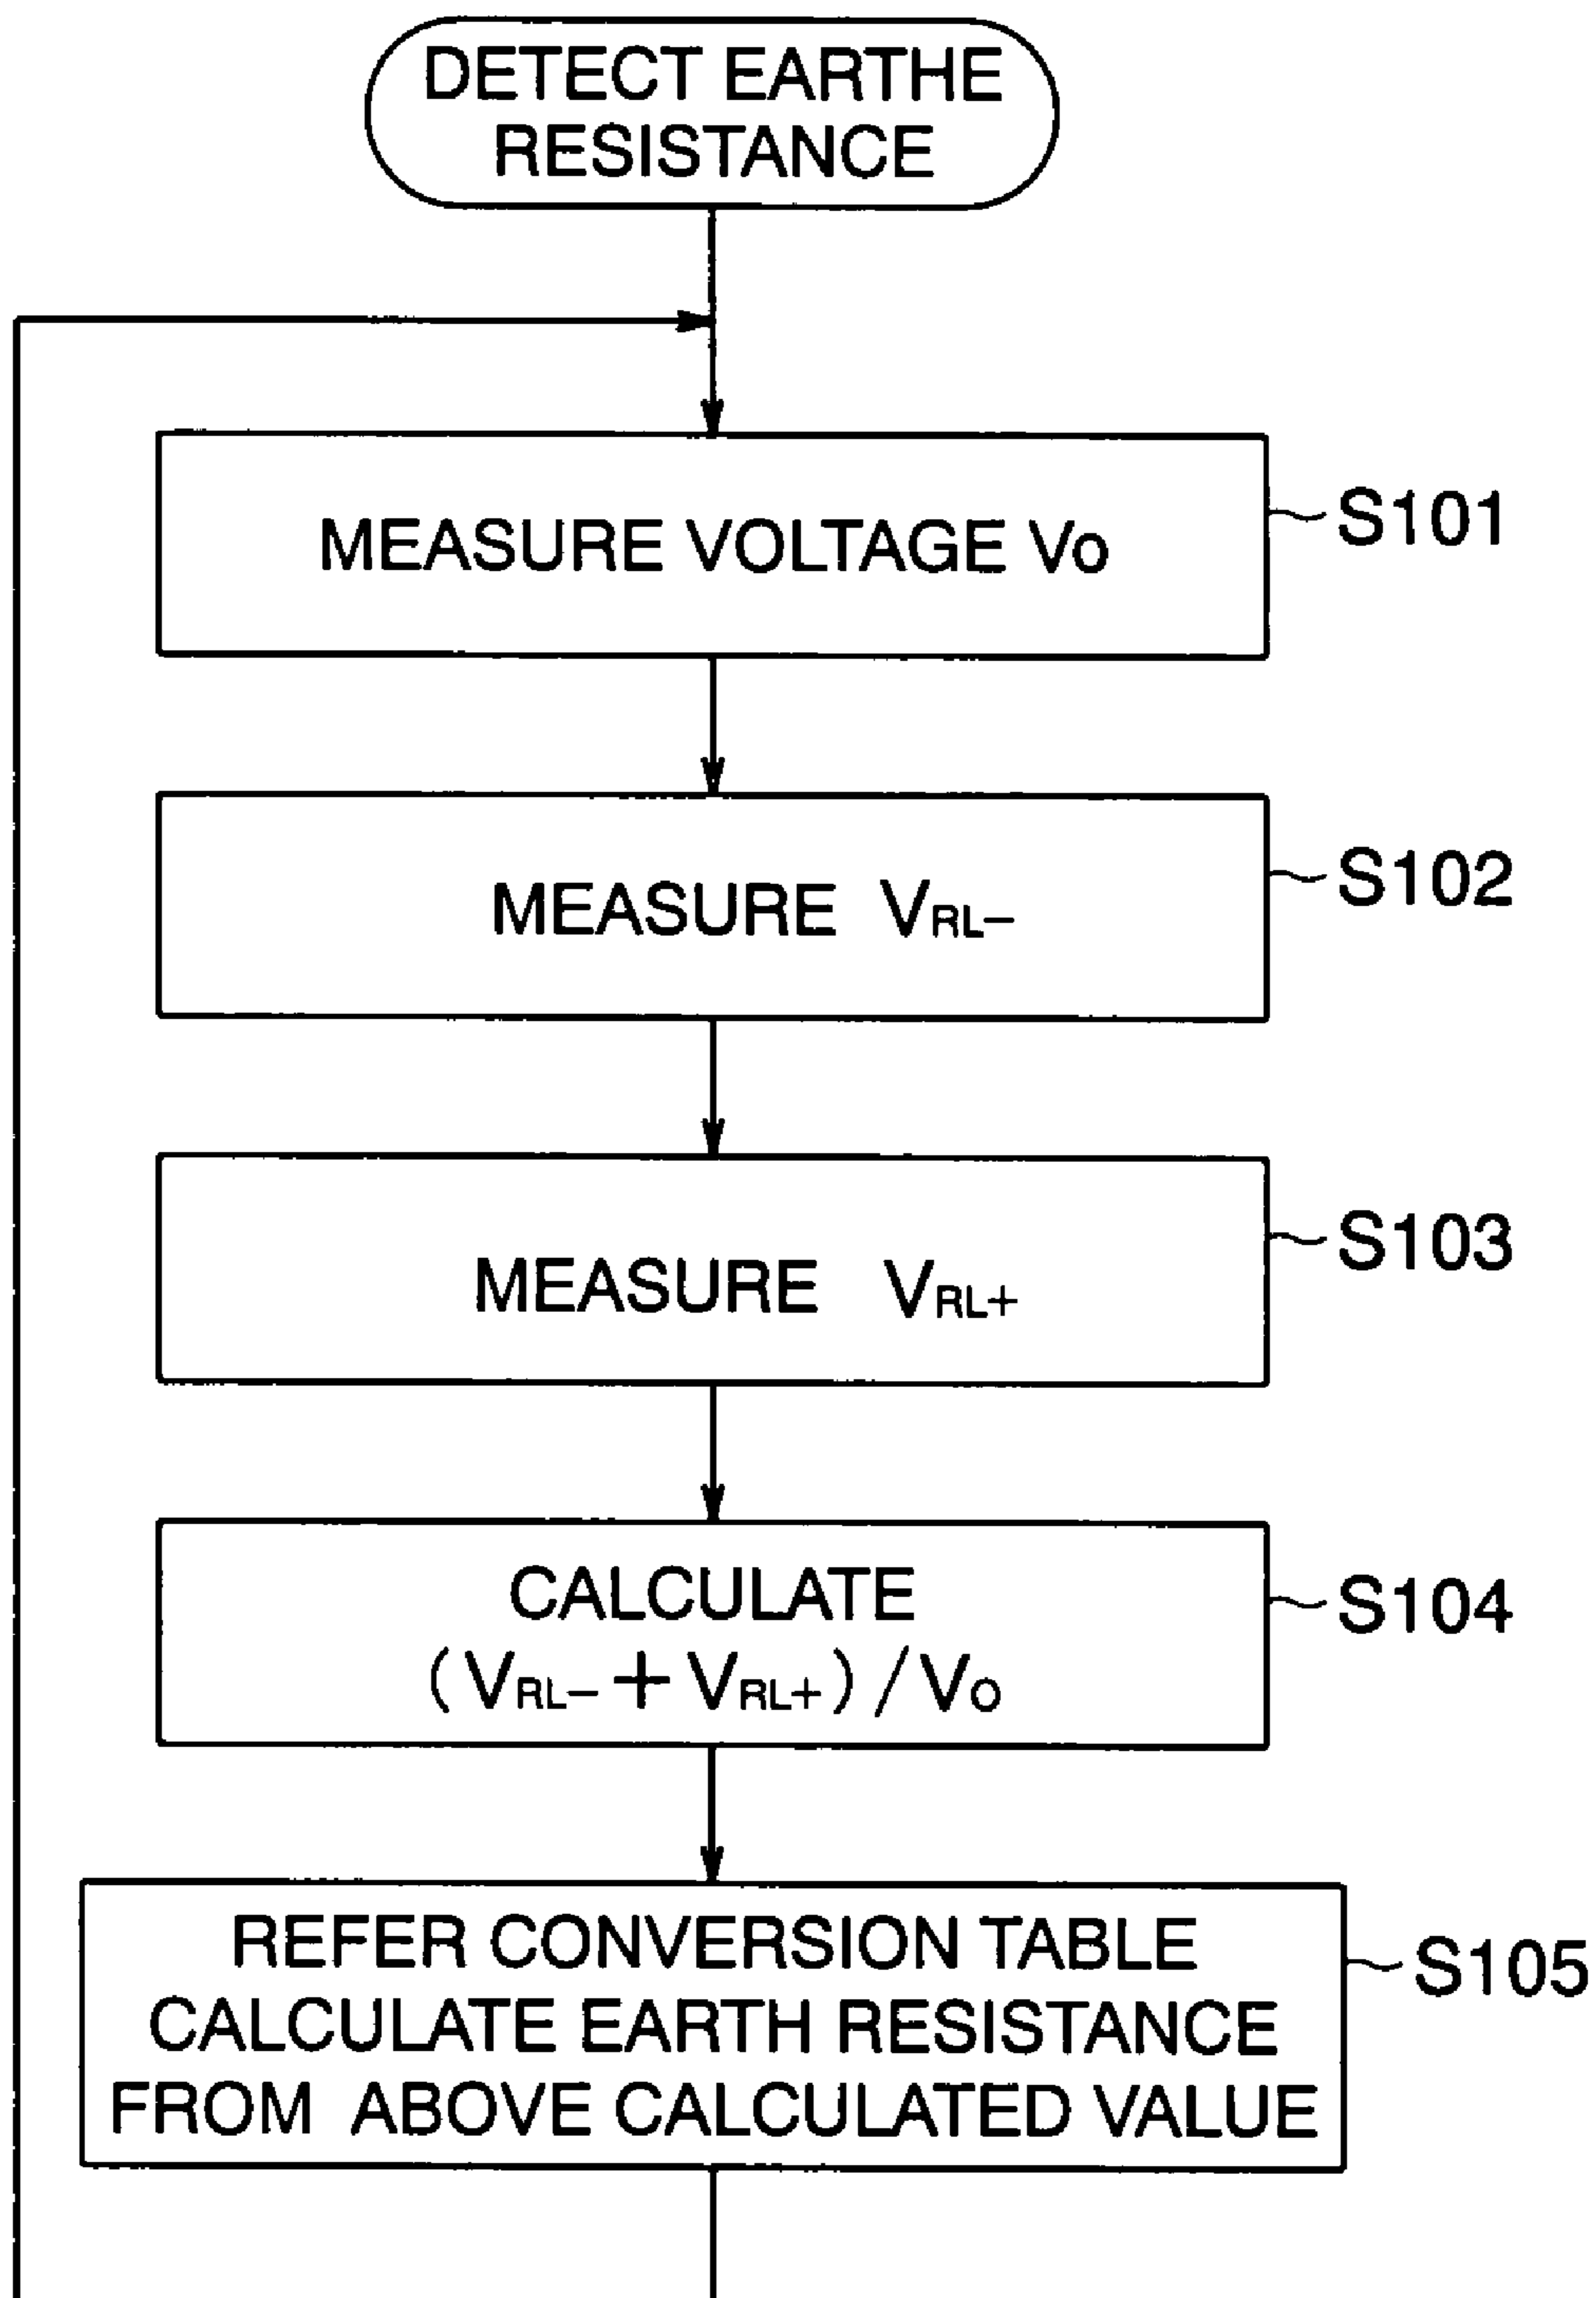 DETECT EARTHE
RESISTANCE
MEASURE VOLTAGE Vo
S101
MEASURE VRL−
S102
MEASURE VRL+
S103
CALCULATE
(VRL− + VRL+)/Vo
S104
REFER CONVERSION TABLE
CALCULATE EARTH RESISTANCE
FROM ABOVE CALCULATED VALUE
S105